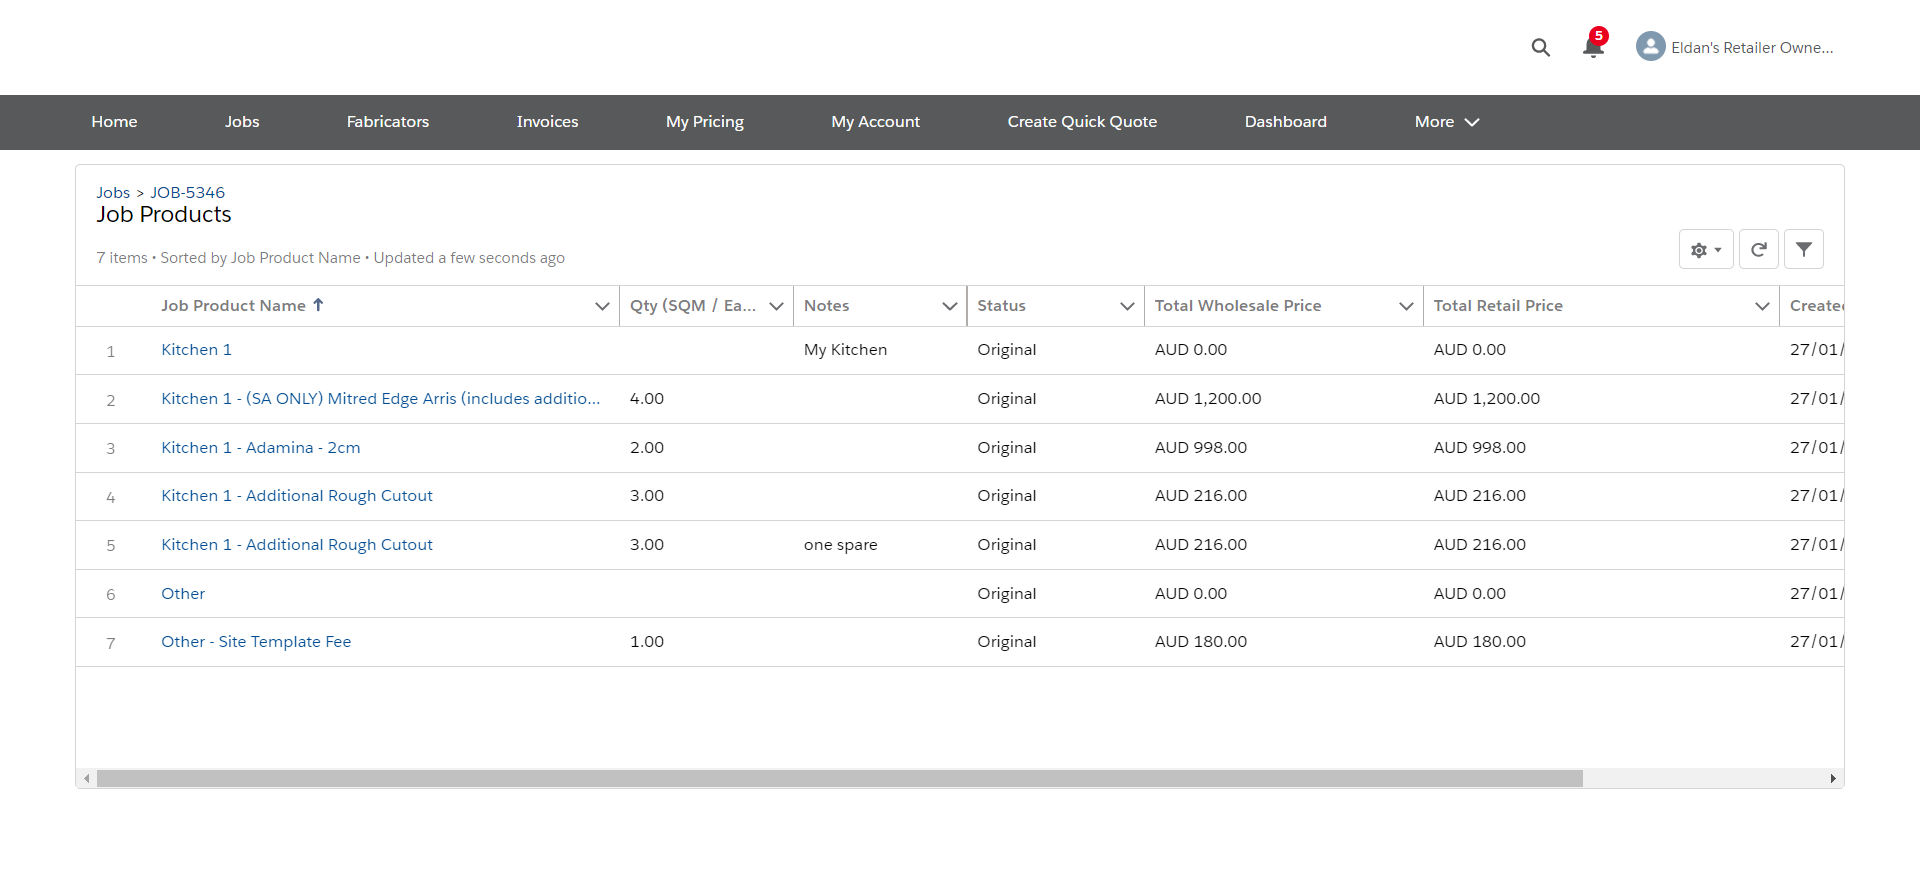 5
Eldan's Retailer Owne...
Home Jobs Fabricators Invoices My Pricing My Account Create Quick Quote Dashboard More
Jobs > JOB-5346
Job Products
7 items • Sorted by Job Product Name • Updated a few seconds ago
Job Product Name Qty (SQM / Ea... Notes Status Total Wholesale Price Total Retail Price Create
1 Kitchen 1 My Kitchen Original AUD 0.00 AUD 0.00 27/01/
2 Kitchen 1 - (SA ONLY) Mitred Edge Arris (includes additio... 4.00 Original AUD 1,200.00 AUD 1,200.00 27/01/
3 Kitchen 1 - Adamina - 2cm 2.00 Original AUD 998.00 AUD 998.00 27/01/
4 Kitchen 1 - Additional Rough Cutout 3.00 Original AUD 216.00 AUD 216.00 27/01/
5 Kitchen 1 - Additional Rough Cutout 3.00 one spare Original AUD 216.00 AUD 216.00 27/01/
6 Other Original AUD 0.00 AUD 0.00 27/01/
7 Other - Site Template Fee 1.00 Original AUD 180.00 AUD 180.00 27/01/